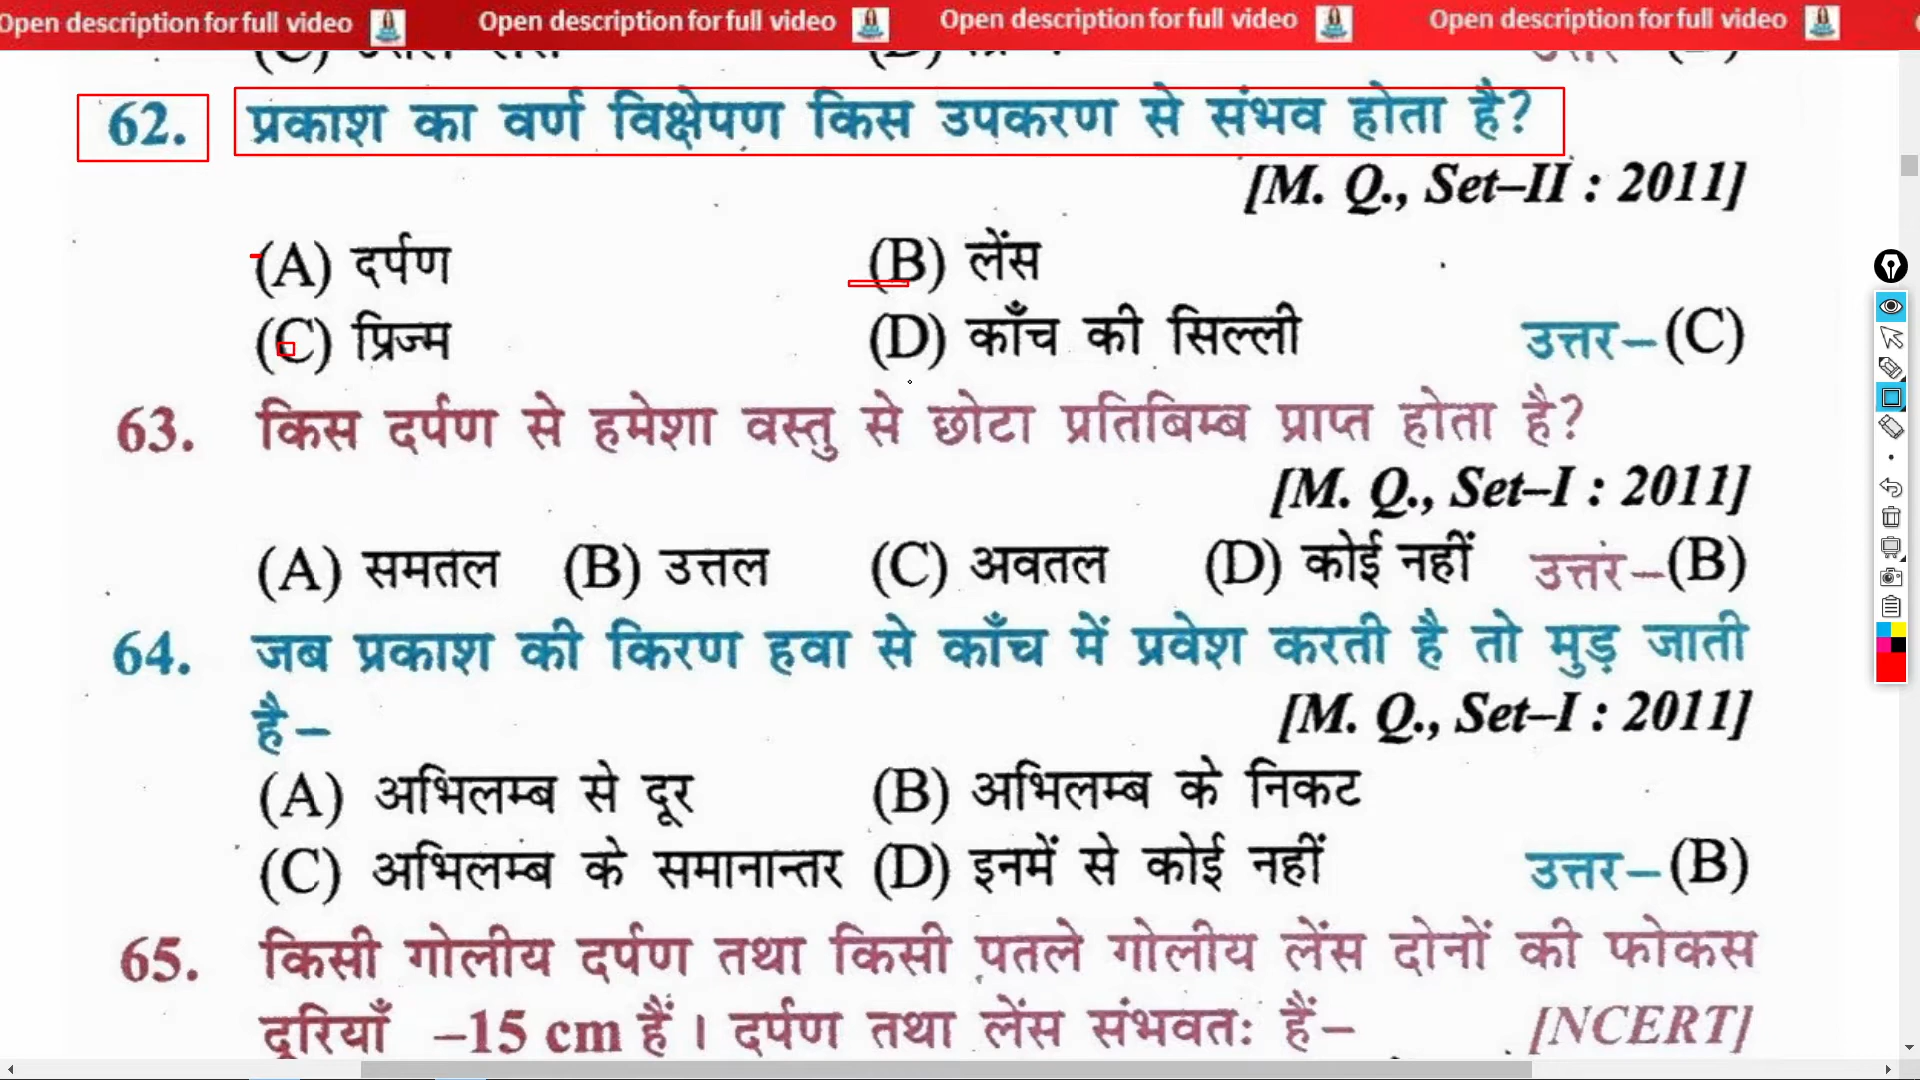 Open description for full video Open description for full video Open description for full video Open description for full video
62. प्रकाश का वर्ण विक्षेपण किस उपकरण से संभव होता है?
[M. Q., Set–II : 2011]
(A) दर्पण (B) लेंस
(C) प्रिज्म (D) काँच की सिल्ली उत्तर–(C)
63. किस दर्पण से हमेशा वस्तु से छोटा प्रतिबिम्ब प्राप्त होता है?
[M. Q., Set–I : 2011]
(A) समतल (B) उत्तल (C) अवतल (D) कोई नहीं उत्तर–(B)
64. जब प्रकाश की किरण हवा से काँच में प्रवेश करती है तो मुड़ जाती
है– [M. Q., Set–I : 2011]
(A) अभिलम्ब से दूर (B) अभिलम्ब के निकट
(C) अभिलम्ब के समानान्तर (D) इनमें से कोई नहीं उत्तर–(B)
65. किसी गोलीय दर्पण तथा किसी पतले गोलीय लेंस दोनों की फोकस
दूरियाँ –15 cm हैं। दर्पण तथा लेंस संभवतः हैं– [NCERT]